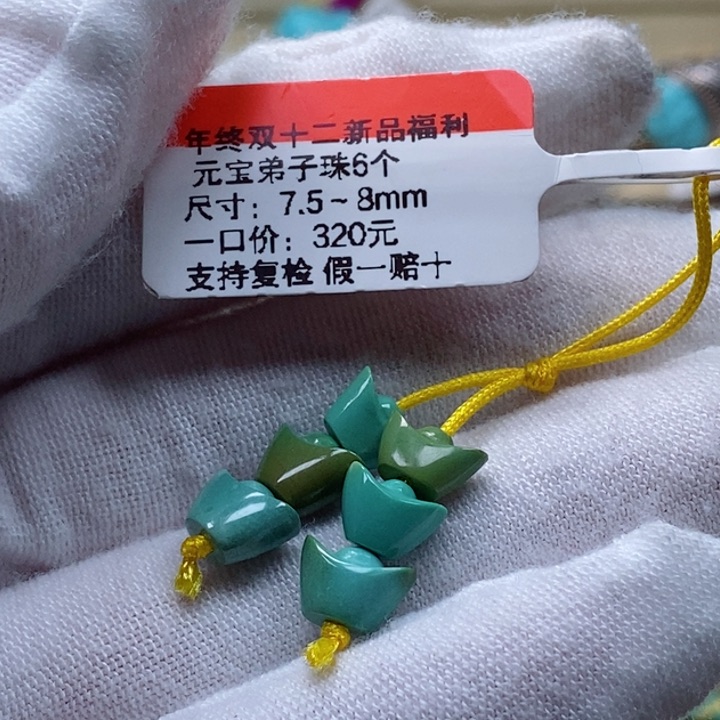 年终双十二新品福利
元宝弟子珠6个
尺寸：7.5~8mm
一口价：320元
支持复检 假一赔十